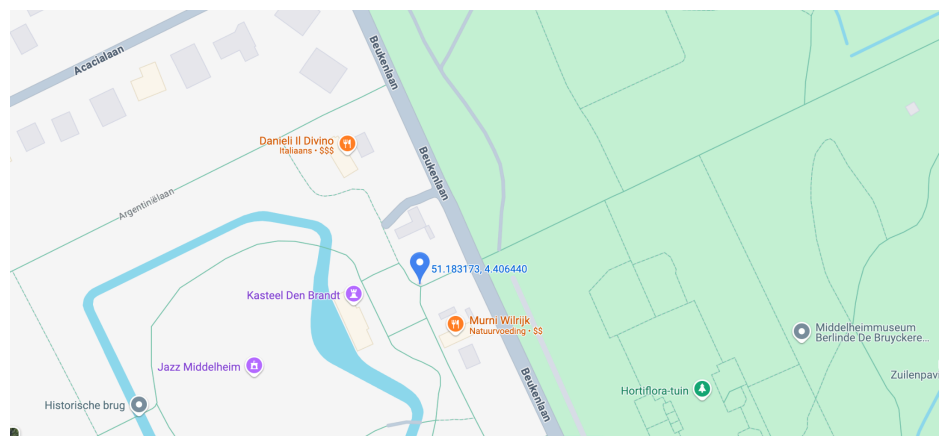 Acacialaan
Beukenlaan
Danieli Il Divino
Italiaans • $$$
Beukenlaan
Argentiniëlaan
51.183173, 4.406440
Kasteel Den Brandt
Murni Wilrijk
Natuurvoeding • $$
Middelheimmuseum
Berlinde De Bruyckere...
Jazz Middelheim
Zuilenpavi
Beukenlaan
Hortiflora-tuin
Historische brug